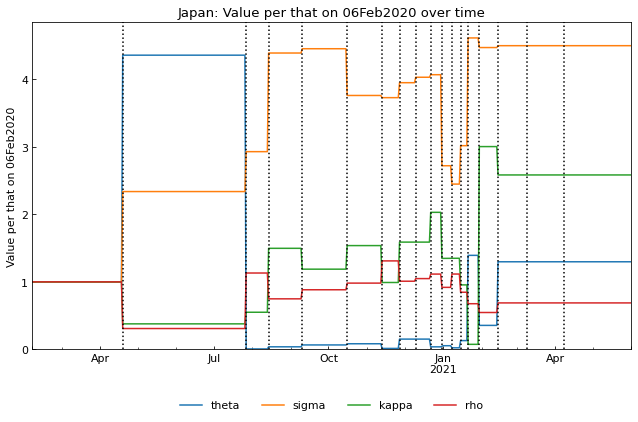 Japan: Value per that on 06Feb2020 over time
Value per that on 06Feb2020
4
3
2
1
0
Apr Jul Oct Jan Apr
2021
theta sigma kappa rho